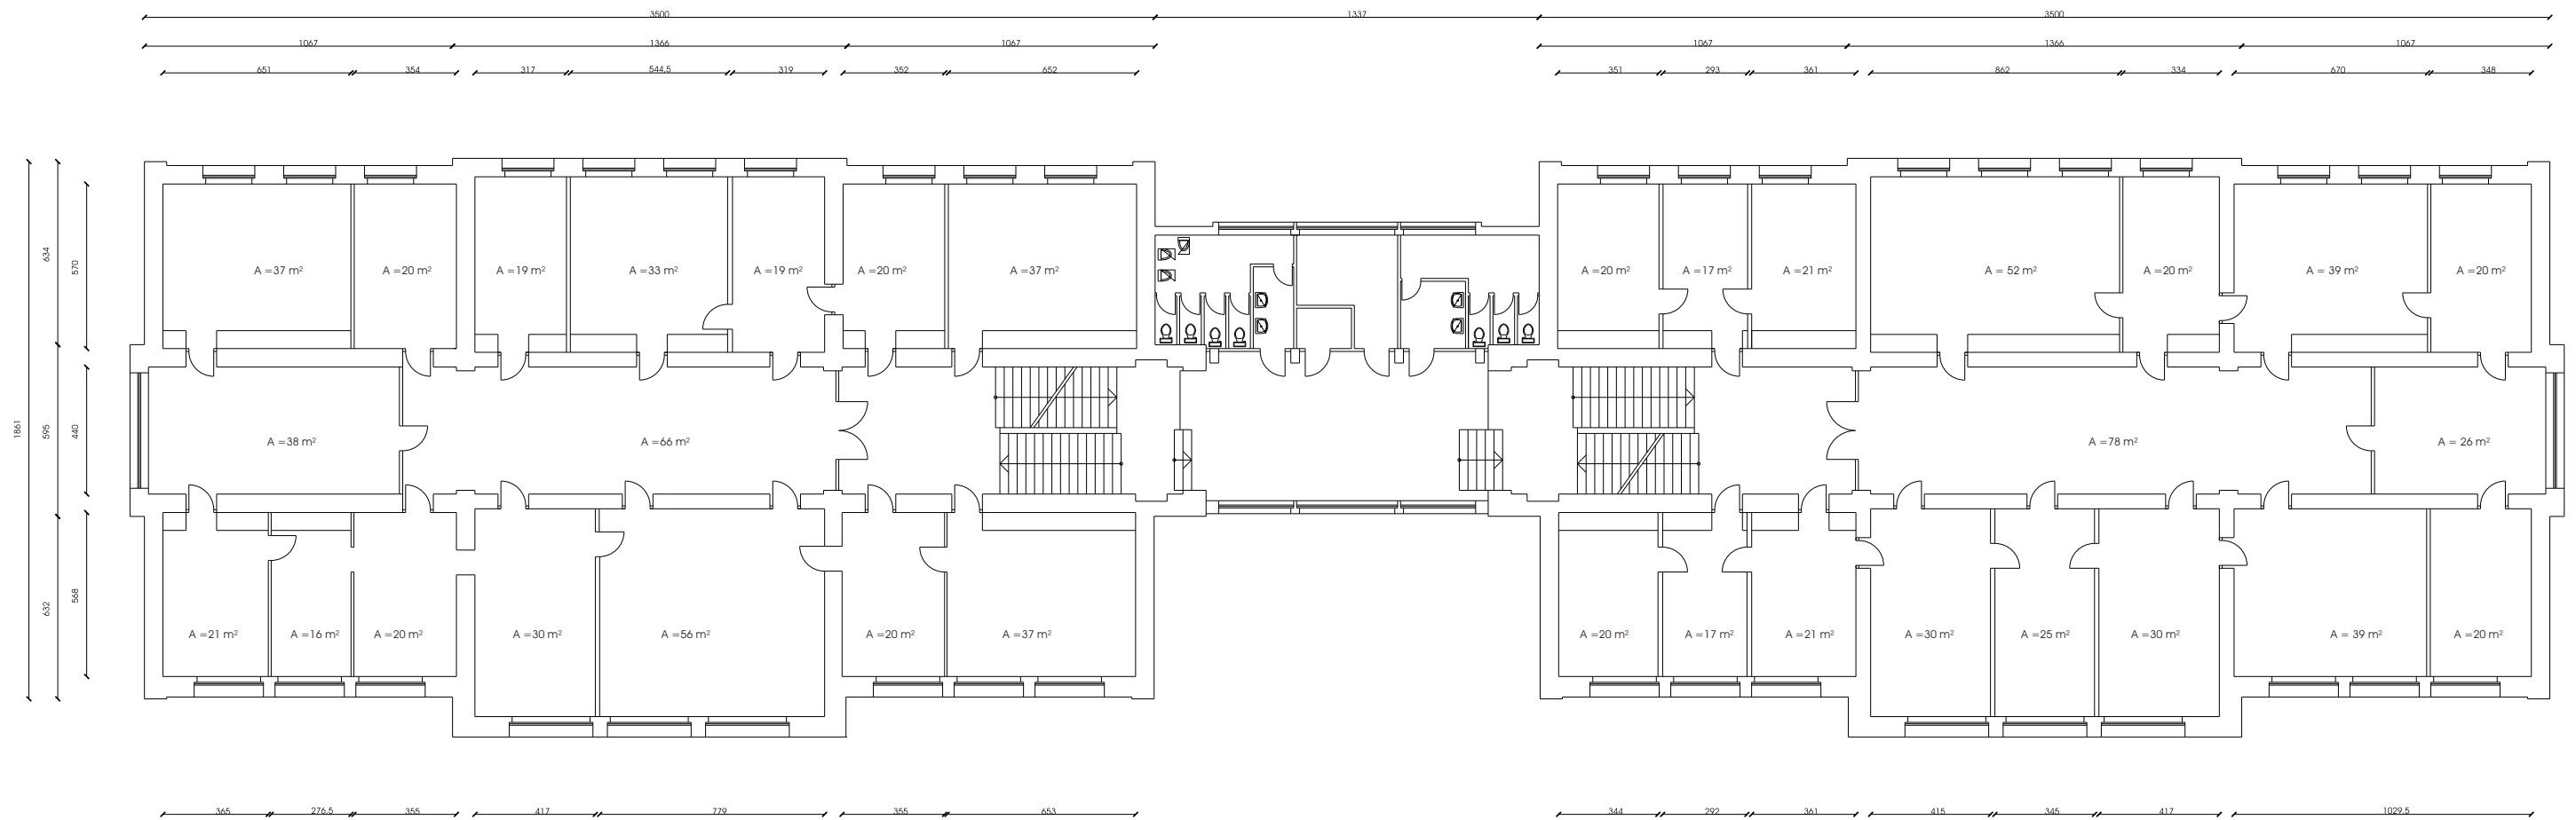 3500 1337 3500
1067 1366 1067 1067 1366 1067
651 354 317 544,5 319 352 652 351 293 361 862 334 670 348
634
570
A =37 m² A =20 m² A =19 m² A =33 m² A =19 m² A =20 m² A =37 m² A =20 m² A =17 m² A =21 m² A = 52 m² A =20 m² A = 39 m² A =20 m²
1861
595
440
A =38 m² A =66 m² A =78 m² A = 26 m²
632
568
A =21 m² A =16 m² A =20 m² A =30 m² A =56 m² A =20 m² A =37 m² A =20 m² A =17 m² A =21 m² A =30 m² A =25 m² A =30 m² A = 39 m² A =20 m²
365 276,5 355 417 779 355 653 344 292 361 415 345 417 1029,5